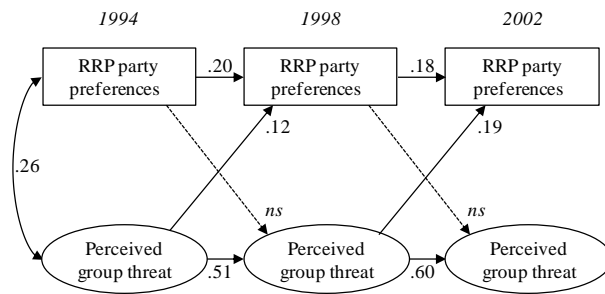 1994 1998 2002
RRP party
preferences
.20
RRP party
preferences
.18
RRP party
preferences
.12
.19
.26
ns
ns
Perceived
group threat
.51
Perceived
group threat
.60
Perceived
group threat